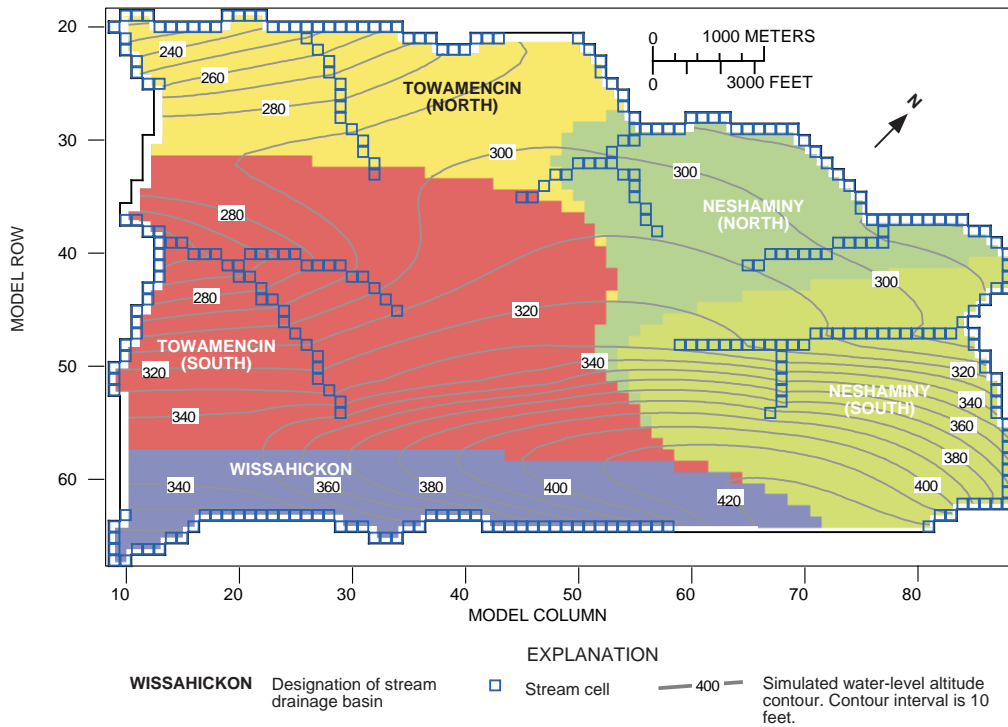 20
30
40
50
60
MODEL ROW
10
20
30
40
50
60
70
80
MODEL COLUMN
0 1000 METERS
0 3000 FEET
N
TOWAMENCIN
(NORTH)
240
260
280
300
300
NESHAMINY
(NORTH)
280
280
300
320
TOWAMENCIN
(SOUTH)
320
340
340
NESHAMINY
(SOUTH)
320
340
360
380
400
WISSAHICKON
340
360
380
400
420
EXPLANATION
WISSAHICKON Designation of stream
drainage basin
Stream cell
400 Simulated water-level altitude
contour. Contour interval is 10
feet.